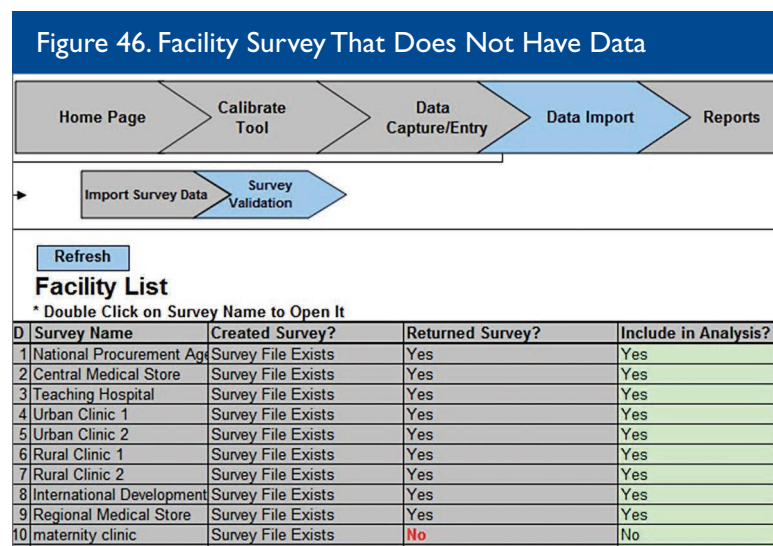 Figure 46. Facility Survey That Does Not Have Data
Home Page
Calibrate
Tool
Data
Capture/Entry
Data Import
Reports
Import Survey Data
Survey
Validation
Refresh
Facility List
* Double Click on Survey Name to Open It
D Survey Name Created Survey? Returned Survey? Include in Analysis?
1 National Procurement Age Survey File Exists Yes Yes
2 Central Medical Store Survey File Exists Yes Yes
3 Teaching Hospital Survey File Exists Yes Yes
4 Urban Clinic 1 Survey File Exists Yes Yes
5 Urban Clinic 2 Survey File Exists Yes Yes
6 Rural Clinic 1 Survey File Exists Yes Yes
7 Rural Clinic 2 Survey File Exists Yes Yes
8 International Development Survey File Exists Yes Yes
9 Regional Medical Store Survey File Exists Yes Yes
10 maternity clinic Survey File Exists No No